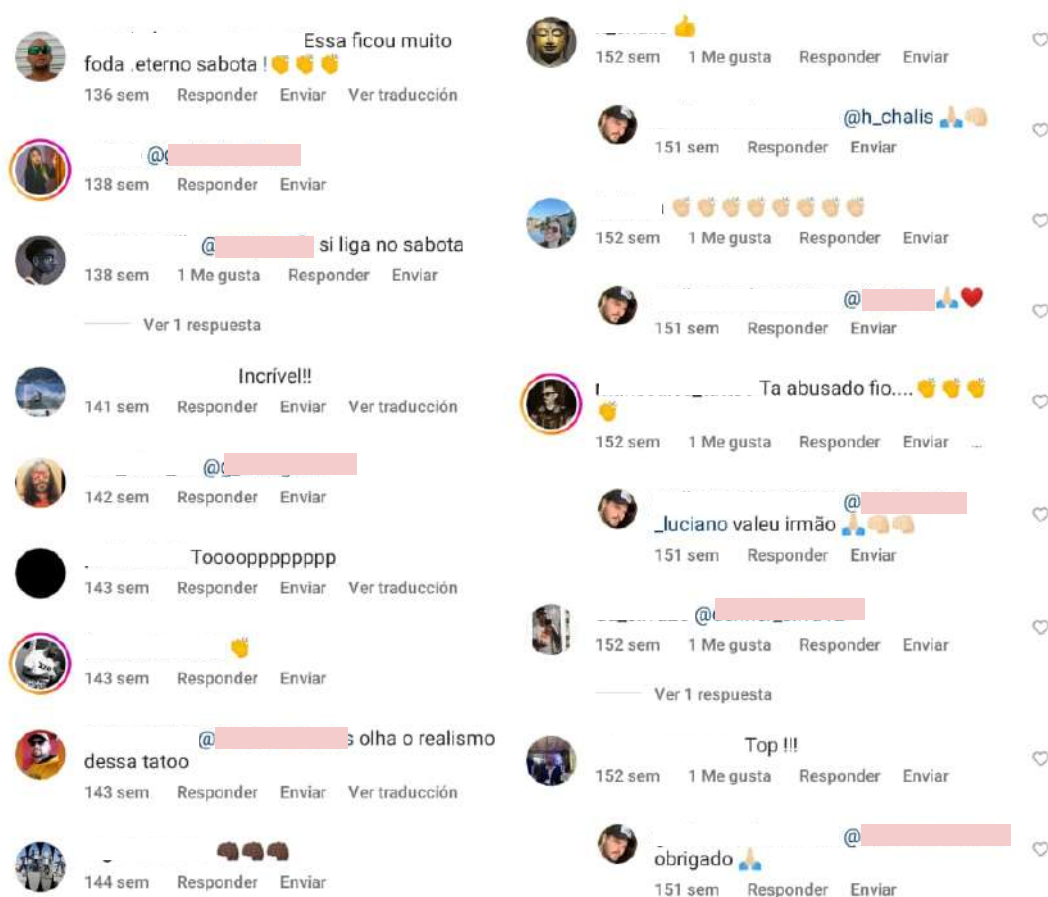 Essa ficou muito
foda .eterno sabota ! 👏 👏 👏
136 sem Responder Enviar Ver traducción
138 sem Responder Enviar
@ si liga no sabota
138 sem 1 Me gusta Responder Enviar
Ver 1 respuesta
Incrível!!
141 sem Responder Enviar Ver traducción
142 sem Responder Enviar
Tooooppppppppp
143 sem Responder Enviar Ver traducción
👏
143 sem Responder Enviar
@ s olha o realismo
dessa tatoo
143 sem Responder Enviar Ver traducción
👊🏿👊🏿👊🏿
144 sem Responder Enviar
👍
152 sem 1 Me gusta Responder Enviar
@h_chalis 🙏🏻👊🏻
151 sem Responder Enviar
👏🏻👏🏻👏🏻👏🏻👏🏻👏🏻👏🏻👏🏻
152 sem 1 Me gusta Responder Enviar
@ 🙏🏻❤️
151 sem Responder Enviar
Ta abusado fio.... 👏 👏 👏
👏
152 sem 1 Me gusta Responder Enviar ...
@
_luciano valeu irmão 🙏🏻👊🏻👊🏻
151 sem Responder Enviar
152 sem 1 Me gusta Responder Enviar
Ver 1 respuesta
Top !!!
152 sem 1 Me gusta Responder Enviar
@
obrigado 🙏🏻
151 sem Responder Enviar